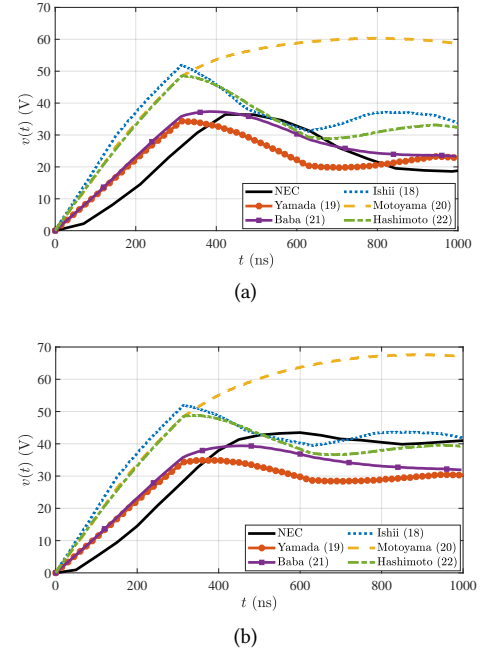 70
60
50
40
30
20
10
0
v(t) (V)
NEC
Yamada (19)
Baba (21)
Ishii (18)
Motoyama (20)
Hashimoto (22)
0 200 400 600 800 1000
t (ns)
(a)
70
60
50
40
30
20
10
0
v(t) (V)
NEC
Yamada (19)
Baba (21)
Ishii (18)
Motoyama (20)
Hashimoto (22)
0 200 400 600 800 1000
t (ns)
(b)